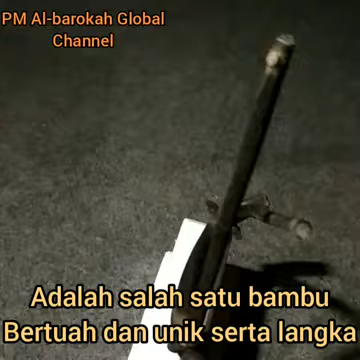 PM Al-barokah Global
Channel
Adalah salah satu bambu
Bertuah dan unik serta langka